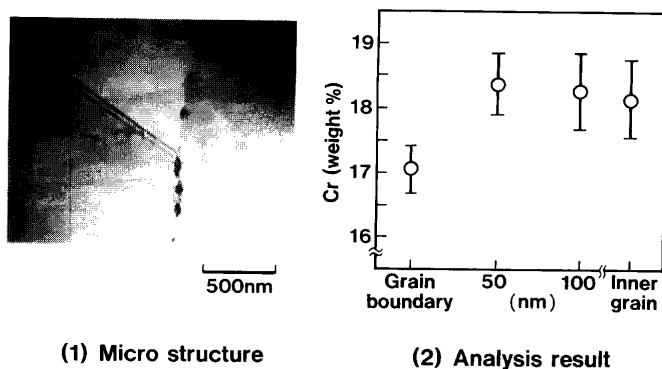 500nm
(1) Micro structure
Cr (weight %)
19
18
17
16
Grain boundary
50
100
Inner grain
(nm)
(2) Analysis result